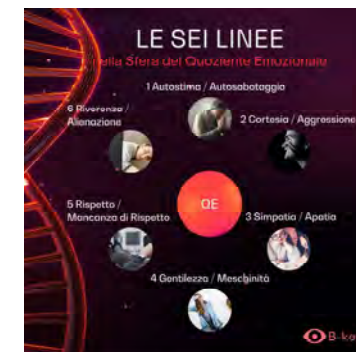 LE SEI LINEE
nella Sfera del Quoziente Emozionale
1 Autostima / Autosabotaggio
2 Cortesia / Aggressione
3 Simpatia / Apatia
4 Gentilezza / Meschinità
5 Rispetto /
Mancanza di Rispetto
6 Riverenza /
Alienazione
QE